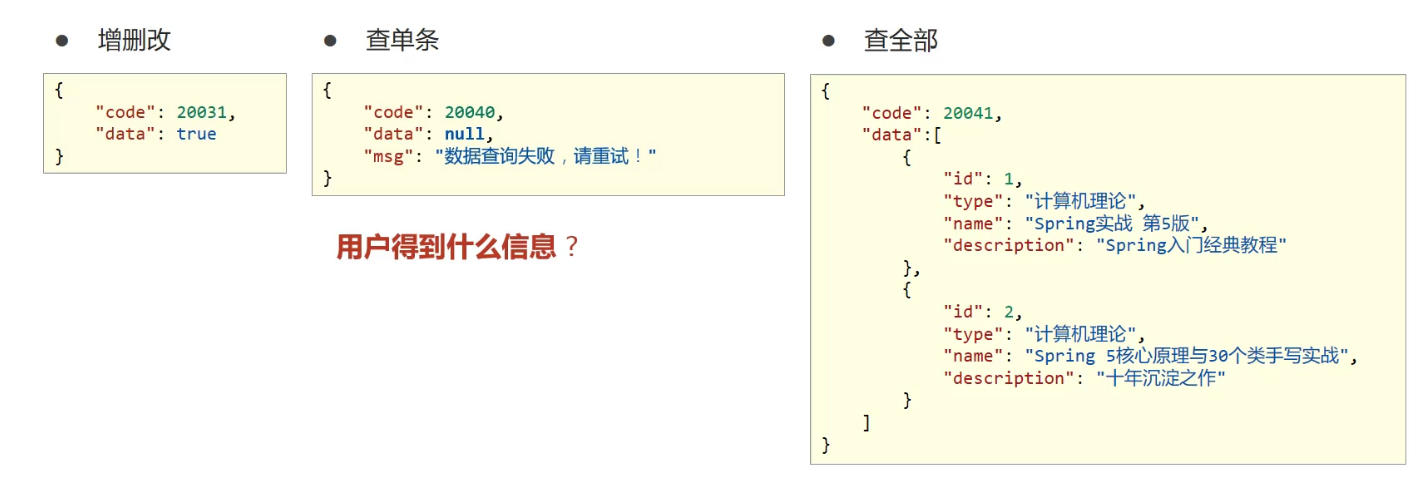 ● 增删改
{
    "code": 20031,
    "data": true
}
● 查单条
{
    "code": 20040,
    "data": null,
    "msg": "数据查询失败，请重试！"
}
用户得到什么信息？
● 查全部
{
    "code": 20041,
    "data":[
        {
            "id": 1,
            "type": "计算机理论",
            "name": "Spring实战 第5版",
            "description": "Spring入门经典教程"
        },
        {
            "id": 2,
            "type": "计算机理论",
            "name": "Spring 5核心原理与30个类手写实战",
            "description": "十年沉淀之作"
        }
    ]
}